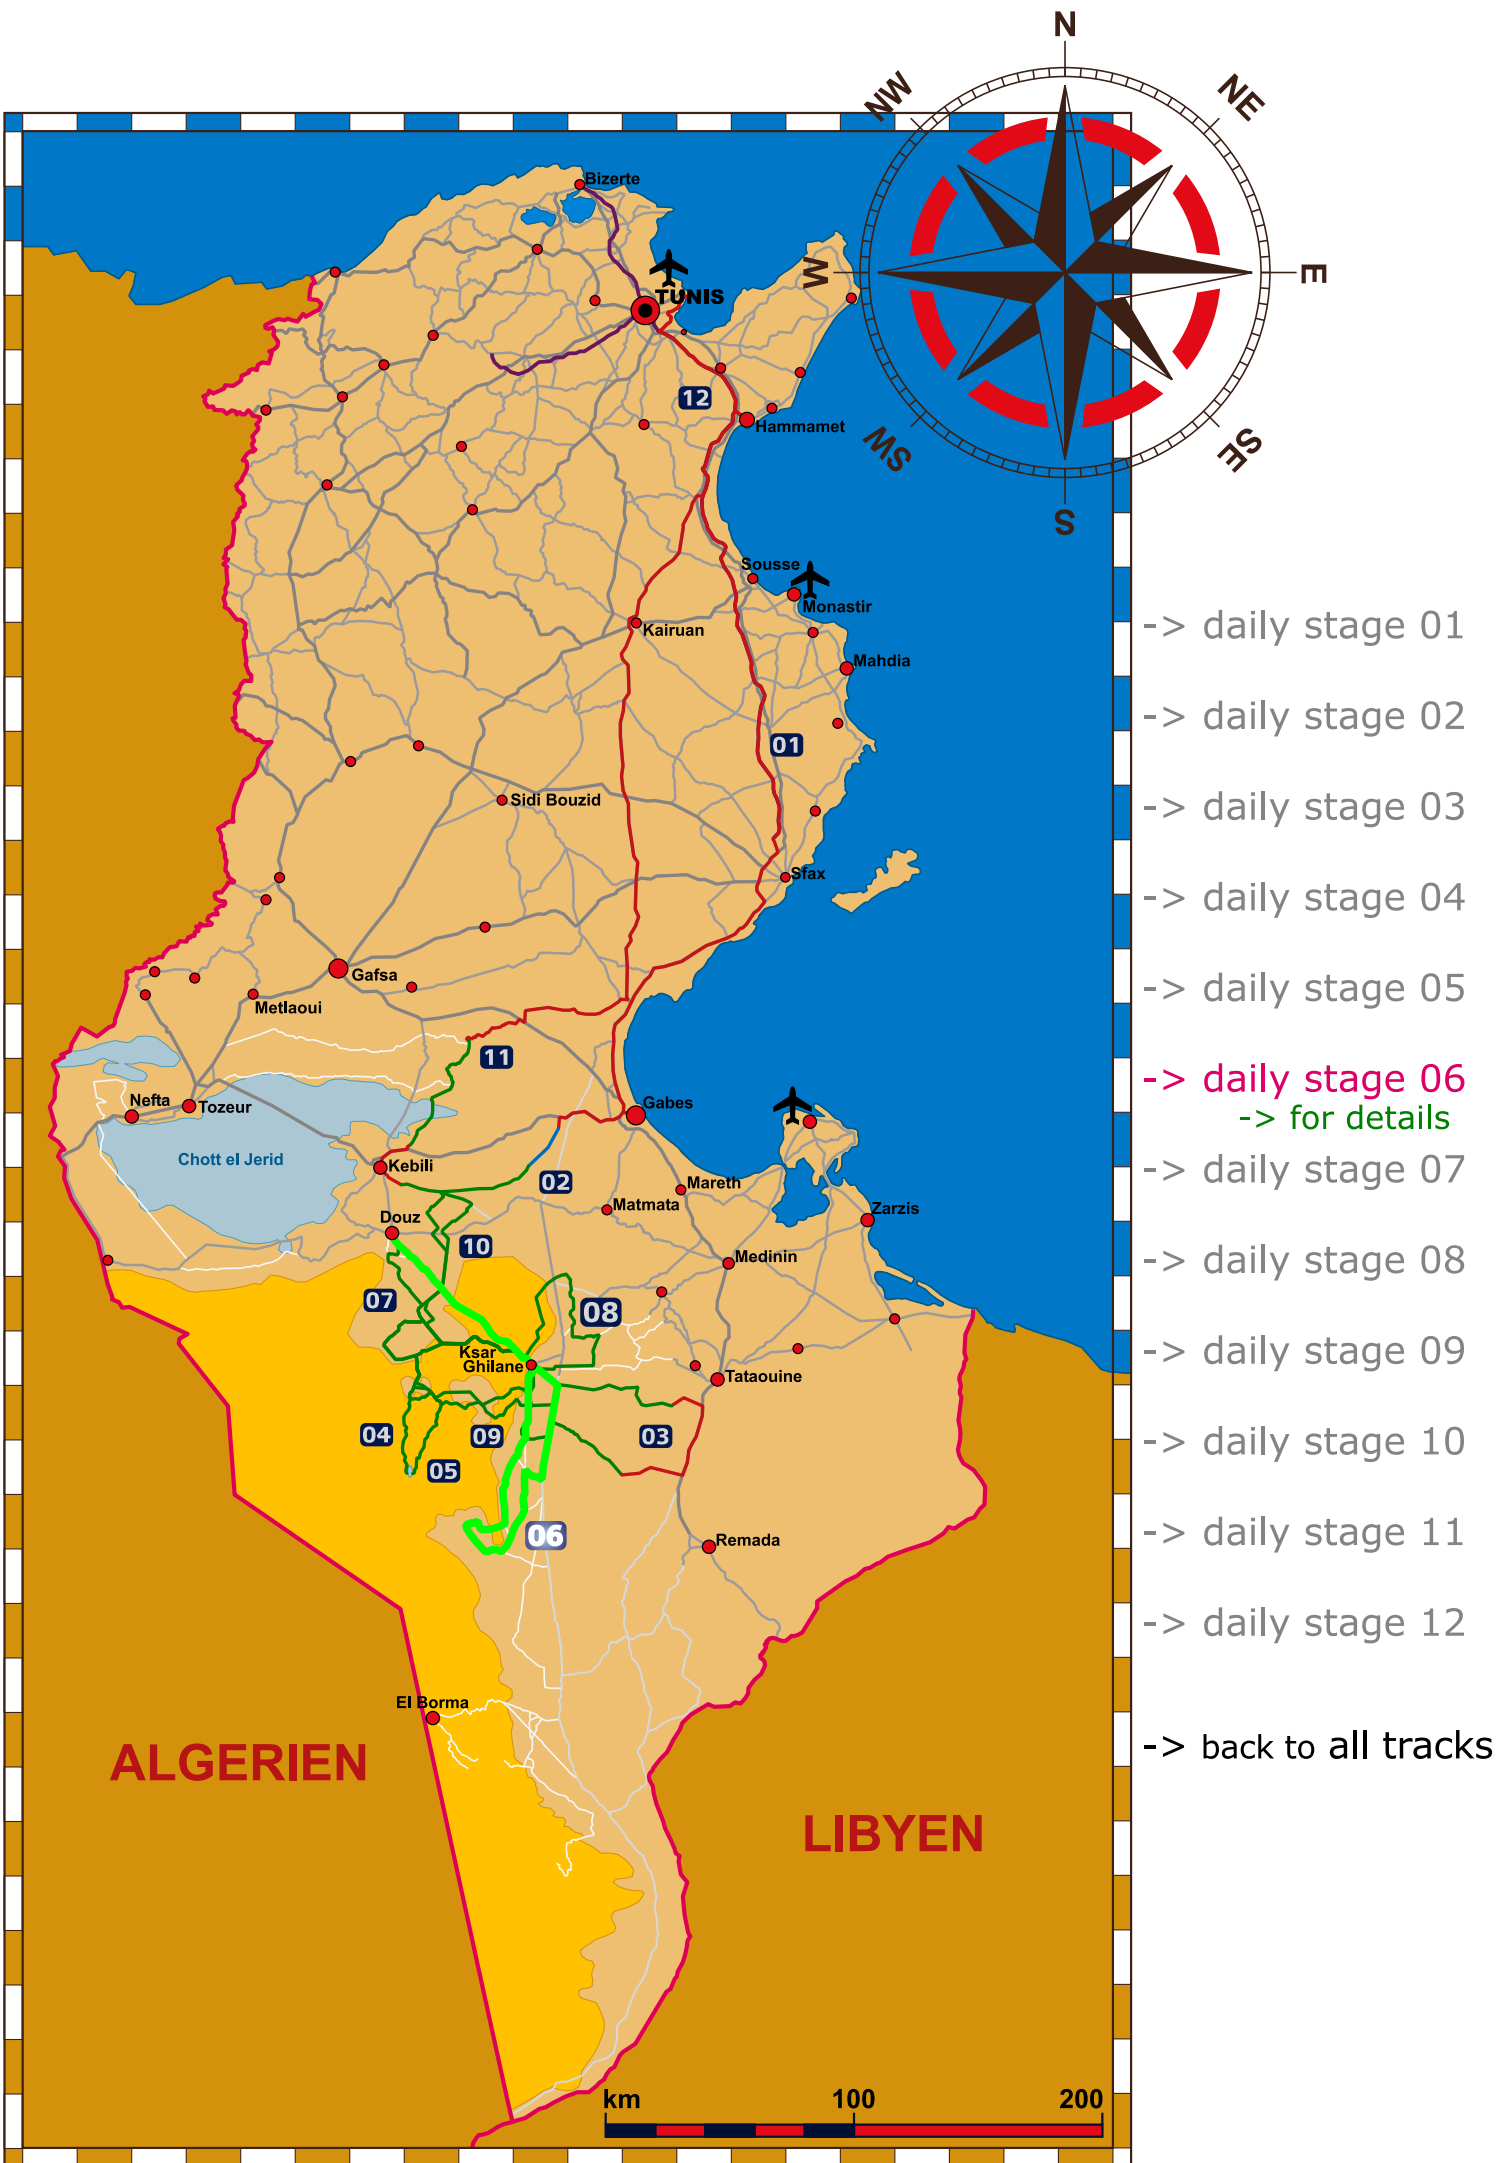 N
NW
NE
W
E
SW
SE
S
Bizerte
TUNIS
12
Hammamet
Sousse
Monastir
Kairuan
Mahdia
01
Sidi Bouzid
Sfax
Gafsa
Metlaoui
11
Nefta
Tozeur
Gabes
Chott el Jerid
Kebili
02
Mareth
Matmata
Douz
Zarzis
10
Medinin
07
08
Ksar
Ghilane
Tataouine
04
09
03
05
06
Remada
El Borma
ALGERIEN
LIBYEN
km 100 200
-> daily stage 01
-> daily stage 02
-> daily stage 03
-> daily stage 04
-> daily stage 05
-> daily stage 06
-> for details
-> daily stage 07
-> daily stage 08
-> daily stage 09
-> daily stage 10
-> daily stage 11
-> daily stage 12
-> back to all tracks